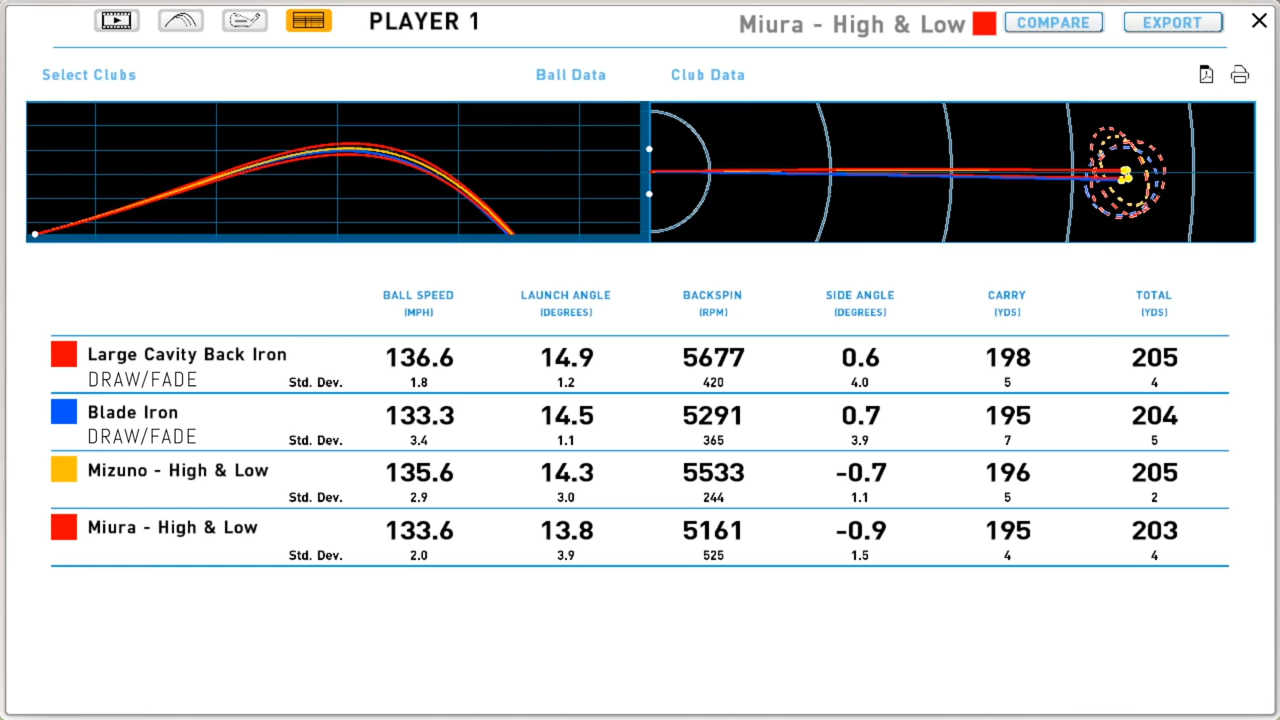 PLAYER 1
Miura - High & Low COMPARE EXPORT
Select Clubs Ball Data Club Data
BALL SPEED LAUNCH ANGLE BACKSPIN SIDE ANGLE CARRY TOTAL
(MPH) (DEGREES) (RPM) (DEGREES) (YDS) (YDS)
Large Cavity Back Iron 136.6 14.9 5677 0.6 198 205
DRAW/FADE Std. Dev. 1.8 1.2 420 4.0 5 4
Blade Iron 133.3 14.5 5291 0.7 195 204
DRAW/FADE Std. Dev. 3.4 1.1 365 3.9 7 5
Mizuno - High & Low 135.6 14.3 5533 -0.7 196 205
Std. Dev. 2.9 3.0 244 1.1 5 2
Miura - High & Low 133.6 13.8 5161 -0.9 195 203
Std. Dev. 2.0 3.9 525 1.5 4 4